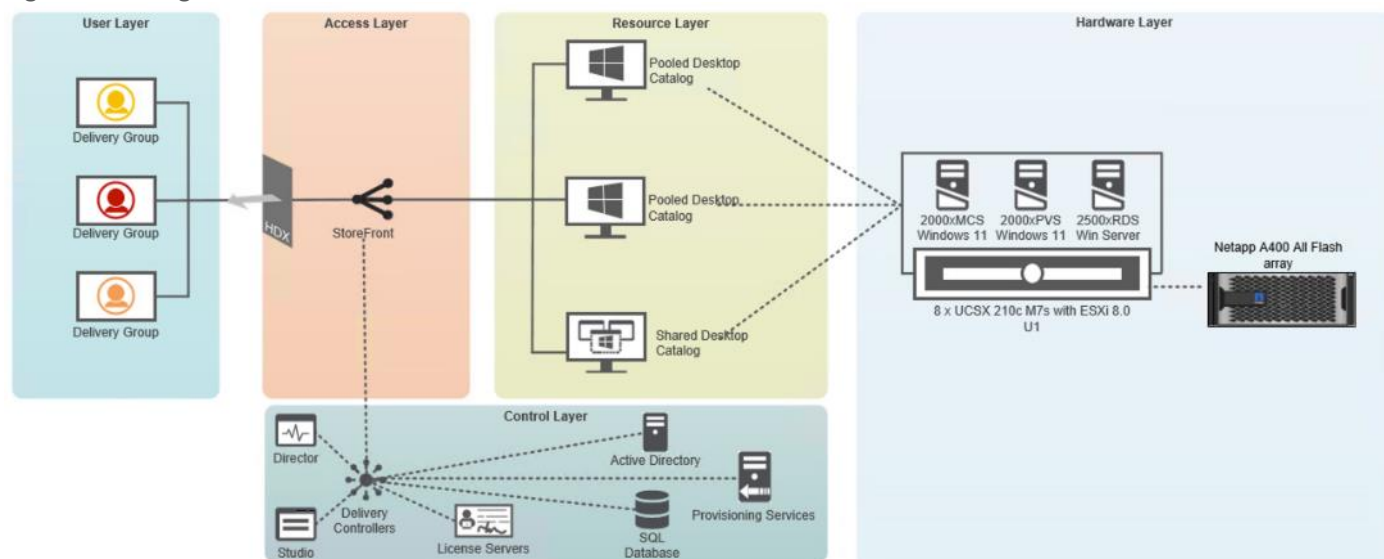 User Layer
Delivery Group
Delivery Group
Delivery Group
Access Layer
HDX
StoreFront
Resource Layer
Pooled Desktop
Catalog
Pooled Desktop
Catalog
Shared Desktop
Catalog
Hardware Layer
2000xMCS
Windows 11
2000xPVS
Windows 11
2500xRDS
Win Server
8 x UCSX 210c M7s with ESXi 8.0
U1
Netapp A400 All Flash
array
Control Layer
Director
Studio
Delivery
Controllers
License Servers
Active Directory
SQL
Database
Provisioning Services